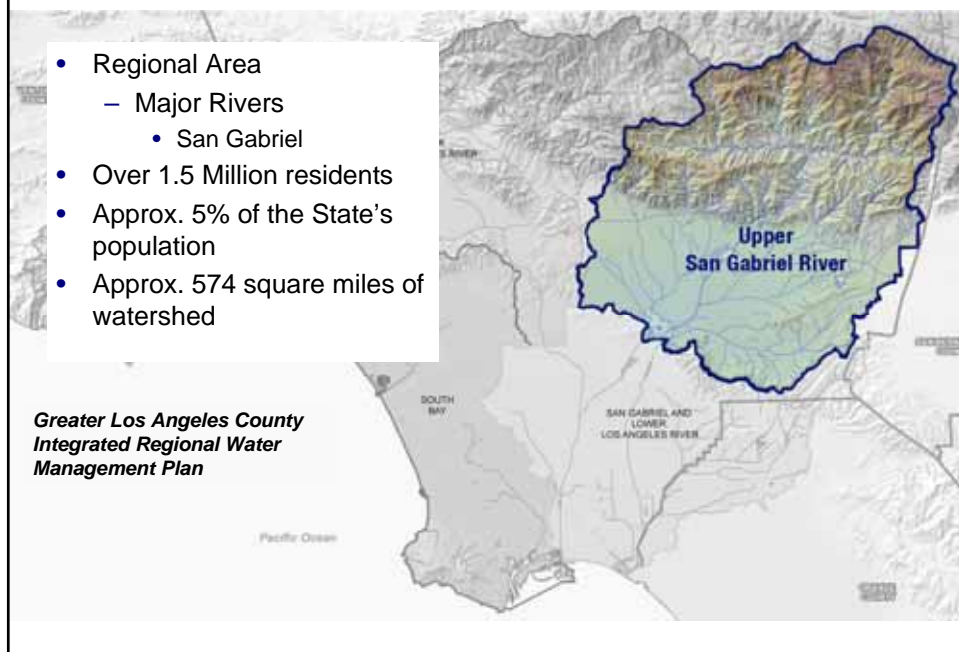 • Regional Area
– Major Rivers
• San Gabriel
• Over 1.5 Million residents
• Approx. 5% of the State’s
population
• Approx. 574 square miles of
watershed
Upper
San Gabriel River
Greater Los Angeles County
Integrated Regional Water
Management Plan
SOUTH
BAY
SAN GABRIEL AND
LOWER
LOS ANGELES RIVER
Pacific Ocean